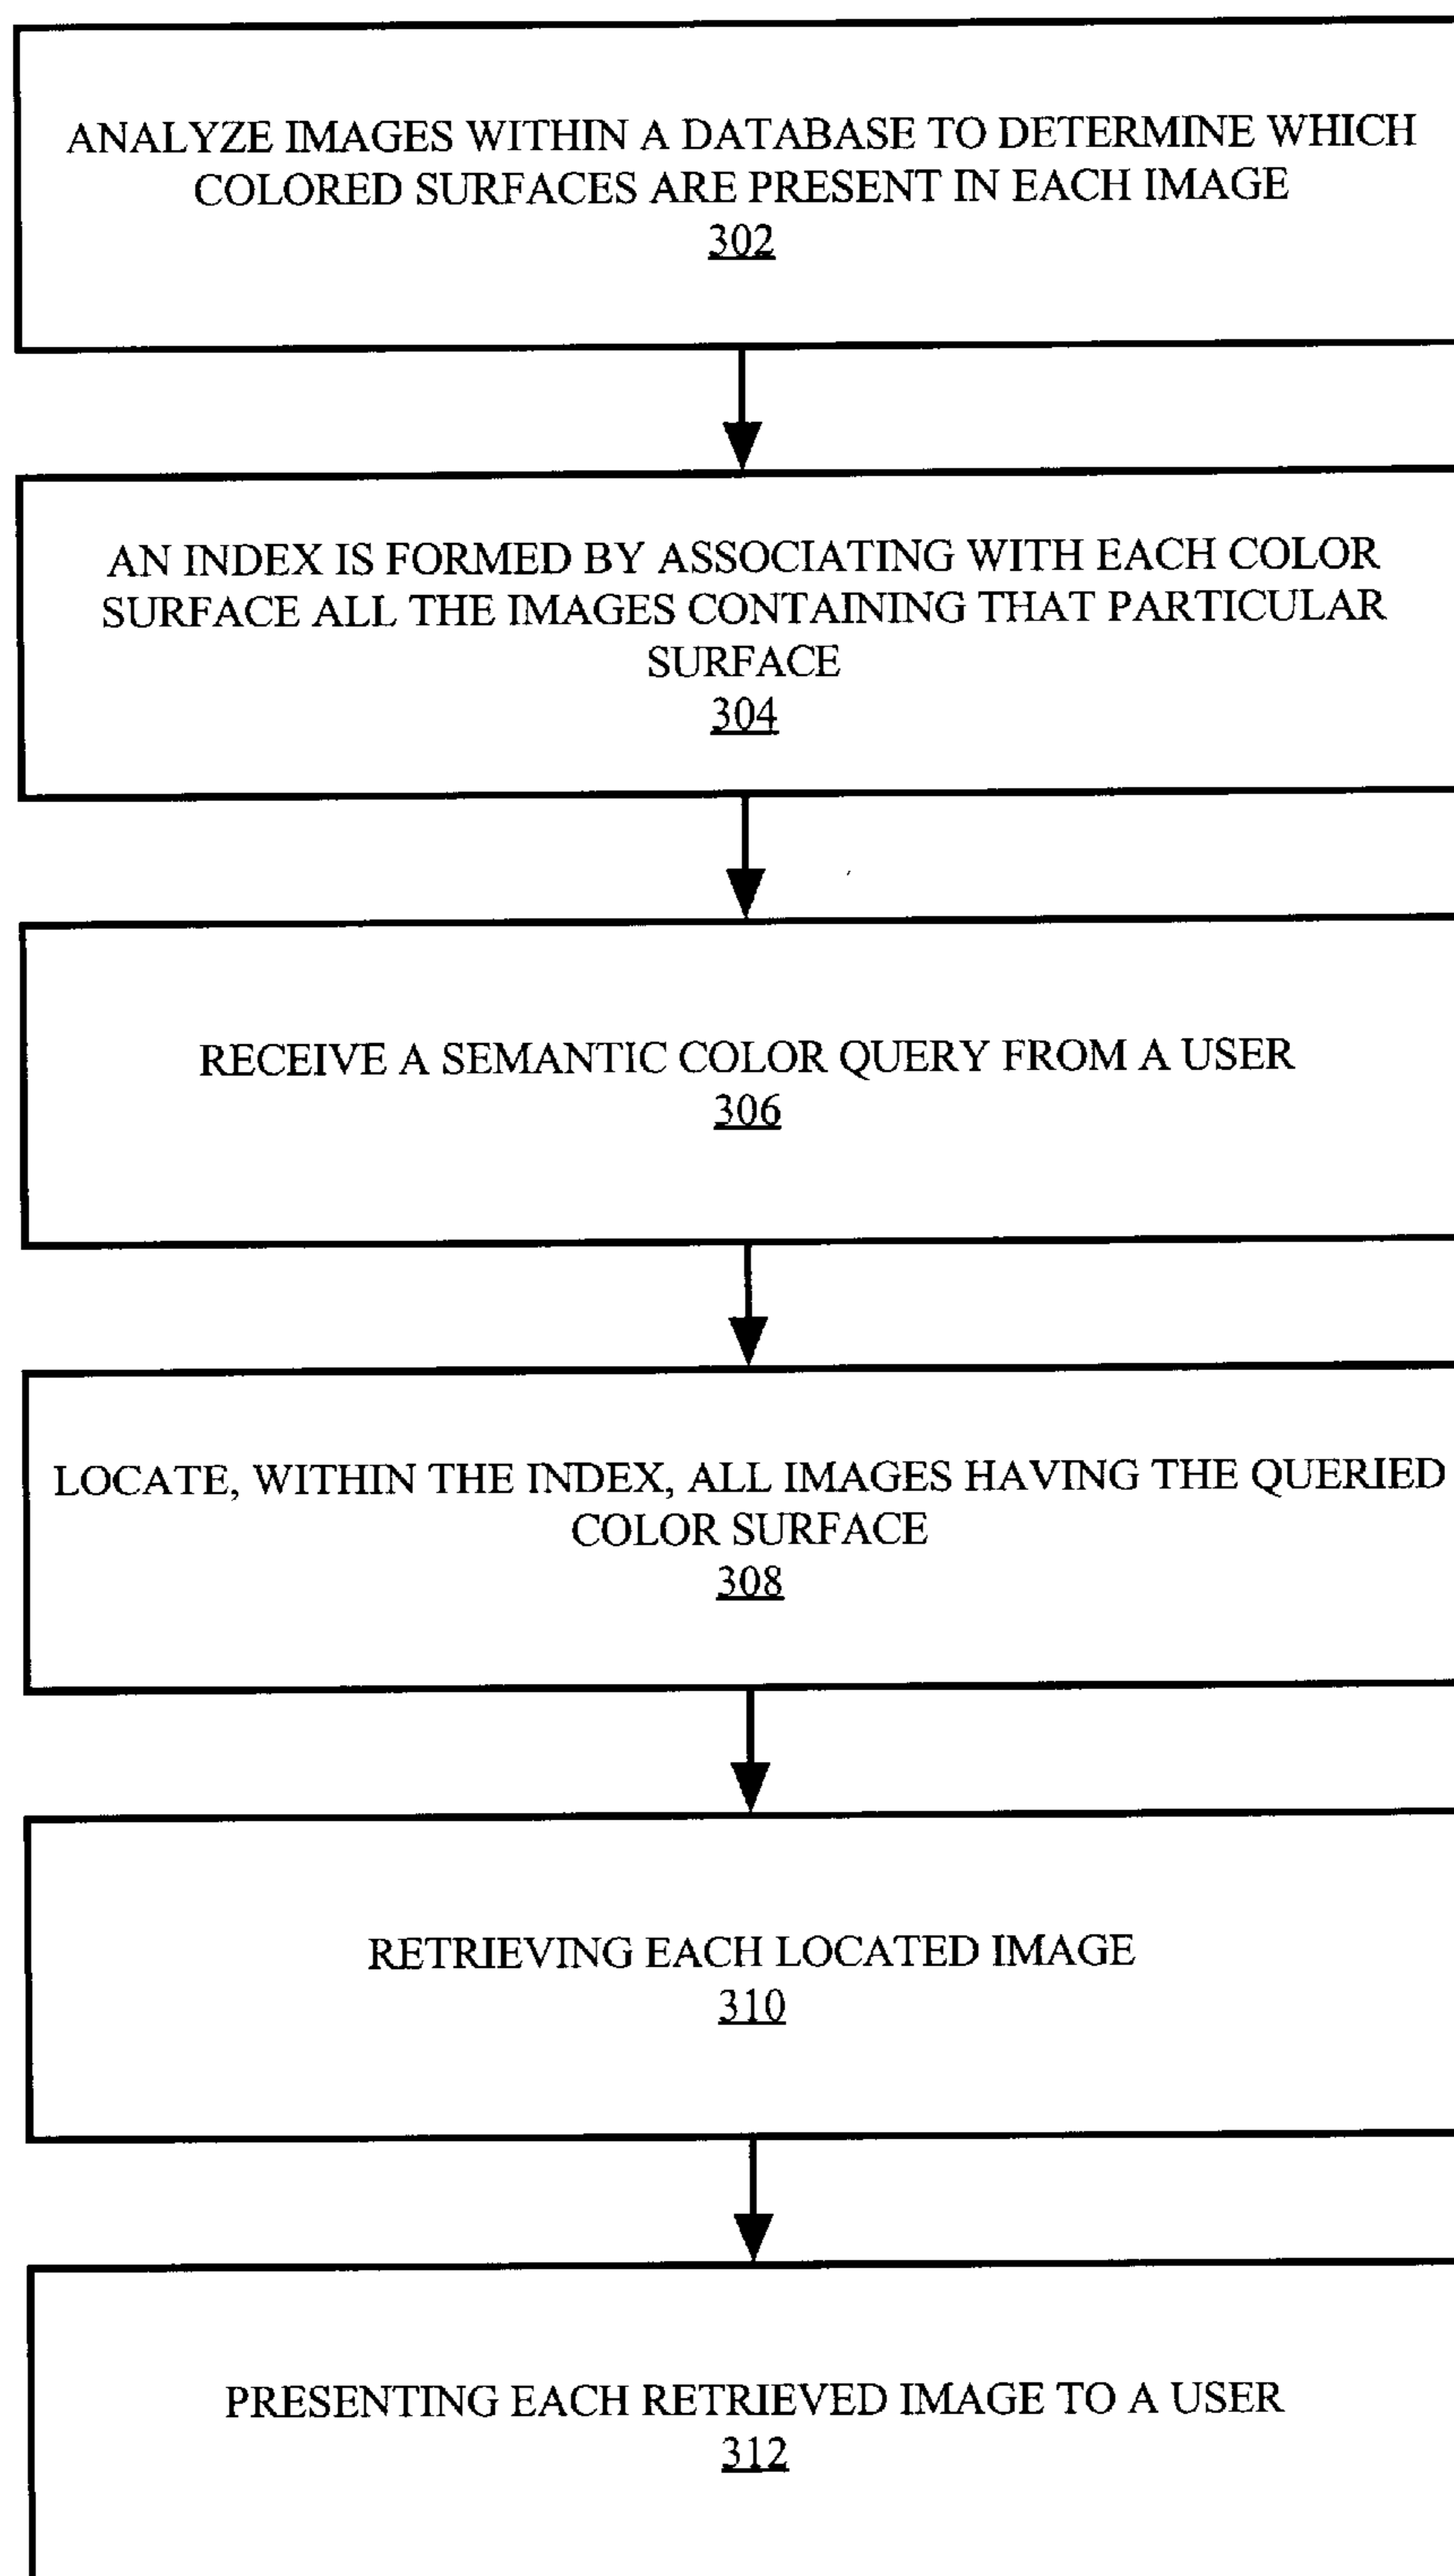 ANALYZE IMAGES WITHIN A DATABASE TO DETERMINE WHICH
COLORED SURFACES ARE PRESENT IN EACH IMAGE
302
AN INDEX IS FORMED BY ASSOCIATING WITH EACH COLOR
SURFACE ALL THE IMAGES CONTAINING THAT PARTICULAR
SURFACE
304
RECEIVE A SEMANTIC COLOR QUERY FROM A USER
306
LOCATE, WITHIN THE INDEX, ALL IMAGES HAVING THE QUERIED
COLOR SURFACE
308
RETRIEVING EACH LOCATED IMAGE
310
PRESENTING EACH RETRIEVED IMAGE TO A USER
312